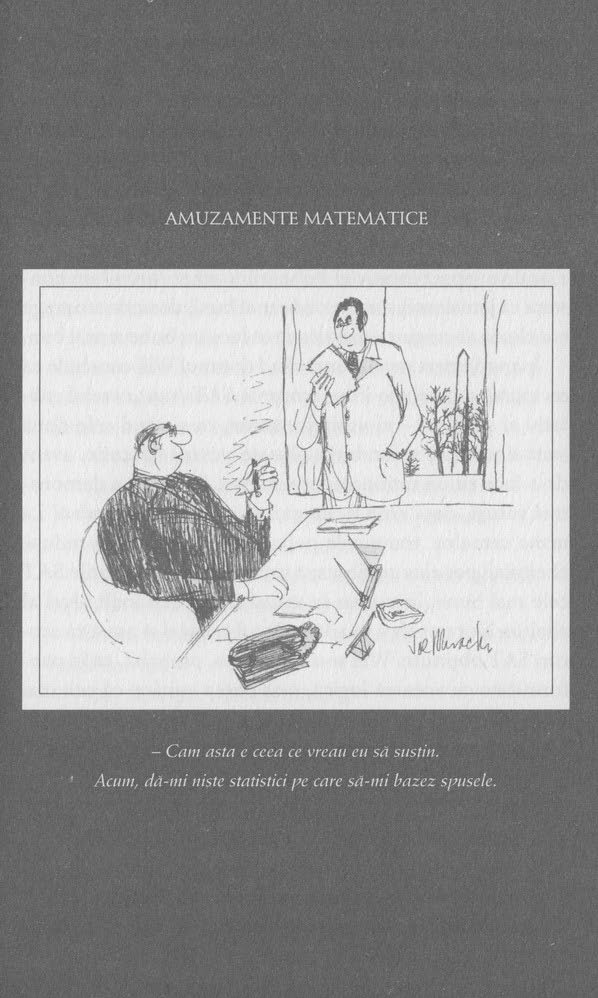 AMUZAMENTE MATEMATICE
– Cam asta e ceea ce vreau eu să susțin.
Acum, dă-mi niste statistici pe care să-mi bazez spusele.